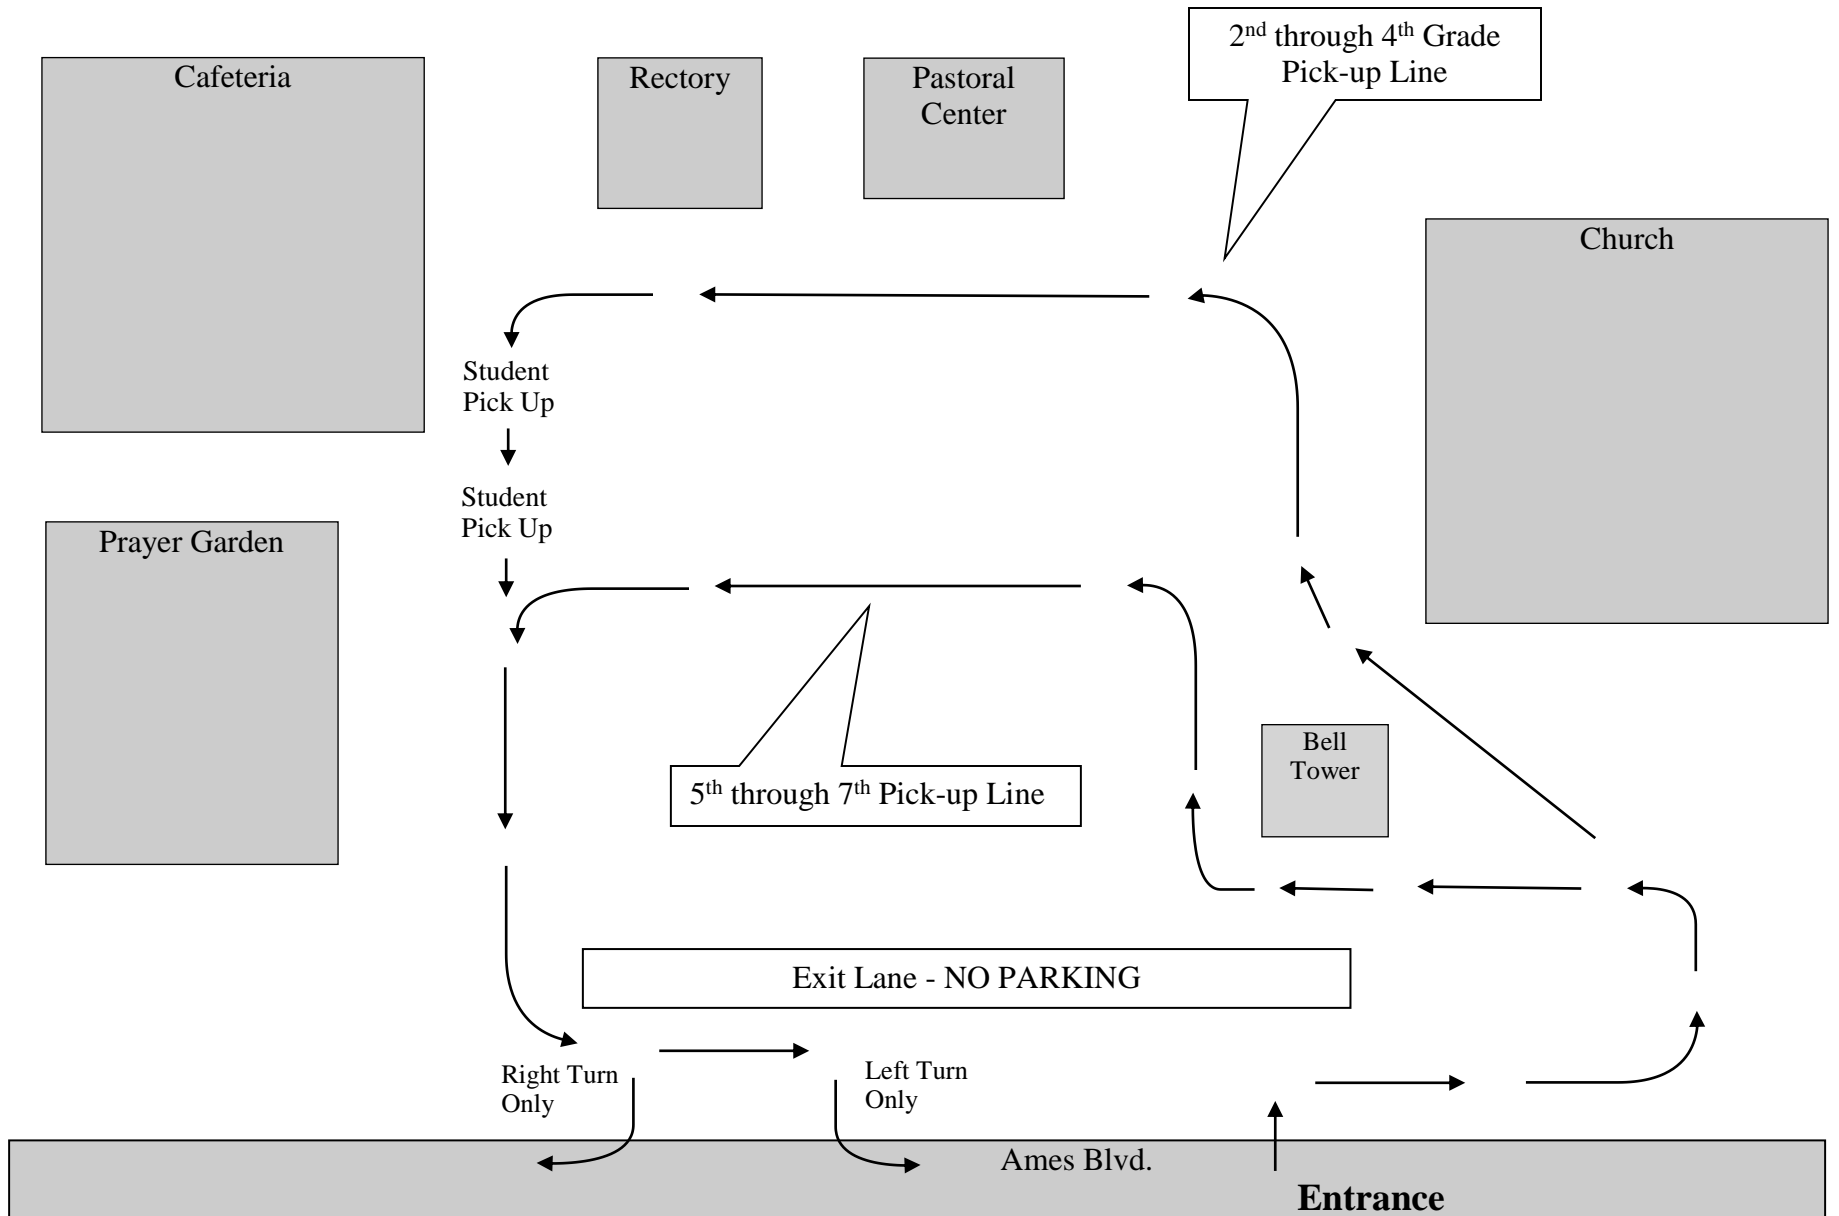 Cafeteria
Rectory
Pastoral
Center
2nd through 4th Grade
Pick-up Line
Church
Student
Pick Up
Student
Pick Up
Prayer Garden
5th through 7th Pick-up Line
Bell
Tower
Exit Lane - NO PARKING
Right Turn
Only
Left Turn
Only
Ames Blvd.
Entrance